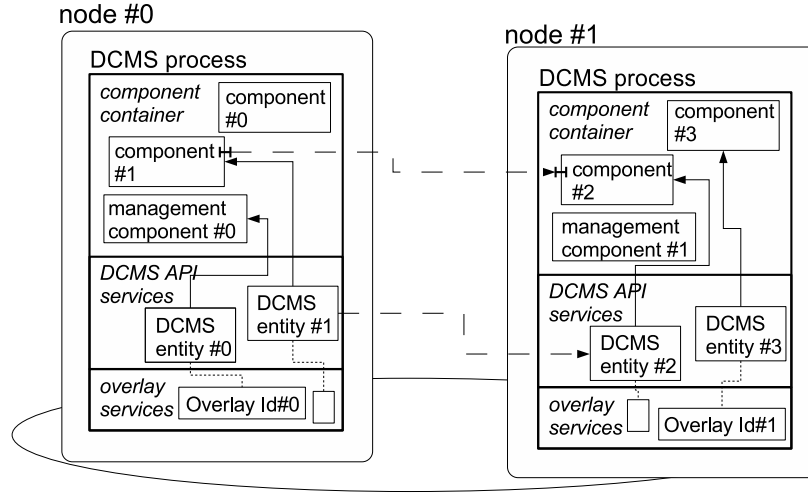 node #0
DCMS process
component
container
component
#0
component
#1
management
component #0
DCMS API
services
DCMS
entity #0
DCMS
entity #1
overlay
services
Overlay Id#0
node #1
DCMS process
component
container
component
#3
component
#2
management
component #1
DCMS API
services
DCMS
entity #2
DCMS
entity #3
overlay
services
Overlay Id#1